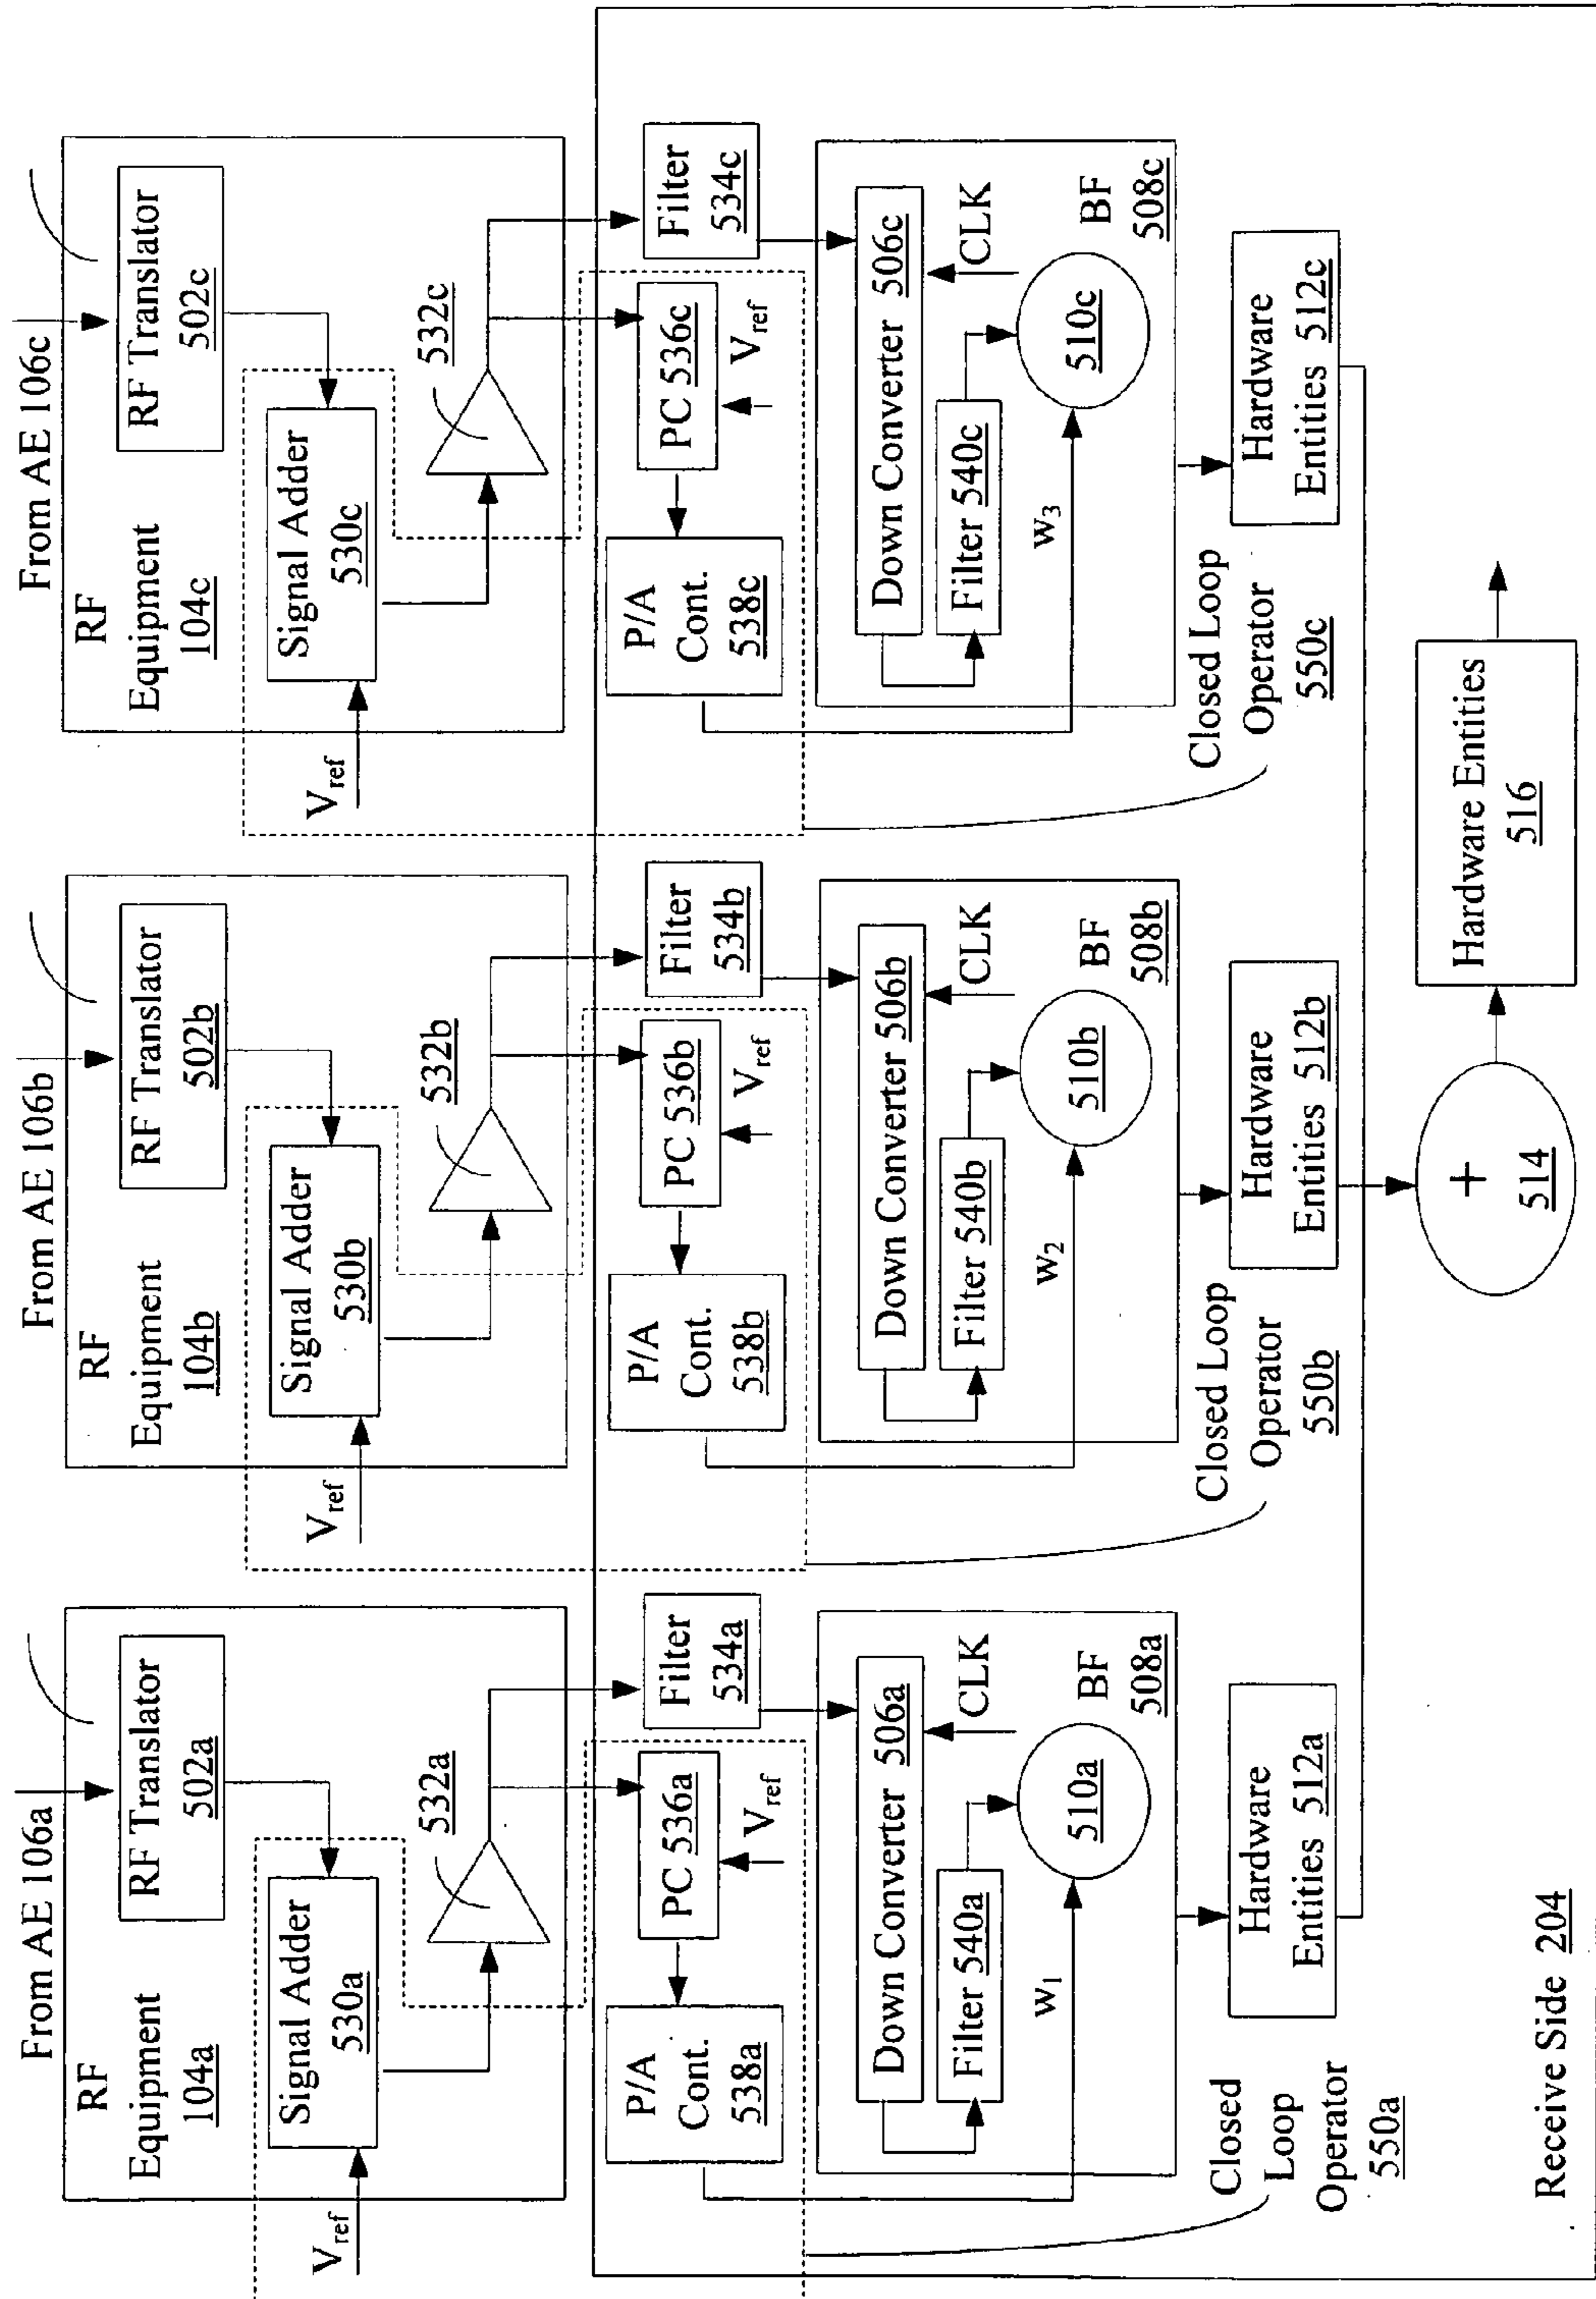 From AE 106a
RF
Equipment
104a
RF Translator
502a
Signal Adder
530a
Vref
532a
Filter
534a
PC 536a
Vref
P/A
Cont.
538a
Down Converter 506a
CLK
Filter 540a
510a
BF
508a
w1
Hardware
Entities 512a
Closed
Loop
Operator
550a
From AE 106b
RF
Equipment
104b
RF Translator
502b
Signal Adder
530b
Vref
532b
Filter
534b
PC 536b
Vref
P/A
Cont.
538b
Down Converter 506b
CLK
Filter 540b
510b
BF
508b
w2
Hardware
Entities 512b
Closed Loop
Operator
550b
From AE 106c
RF
Equipment
104c
RF Translator
502c
Signal Adder
530c
Vref
532c
Filter
534c
PC 536c
Vref
P/A
Cont.
538c
Down Converter 506c
CLK
Filter 540c
510c
BF
508c
w3
Hardware
Entities 512c
Closed Loop
Operator
550c
+
514
Hardware Entities
516
Receive Side 204